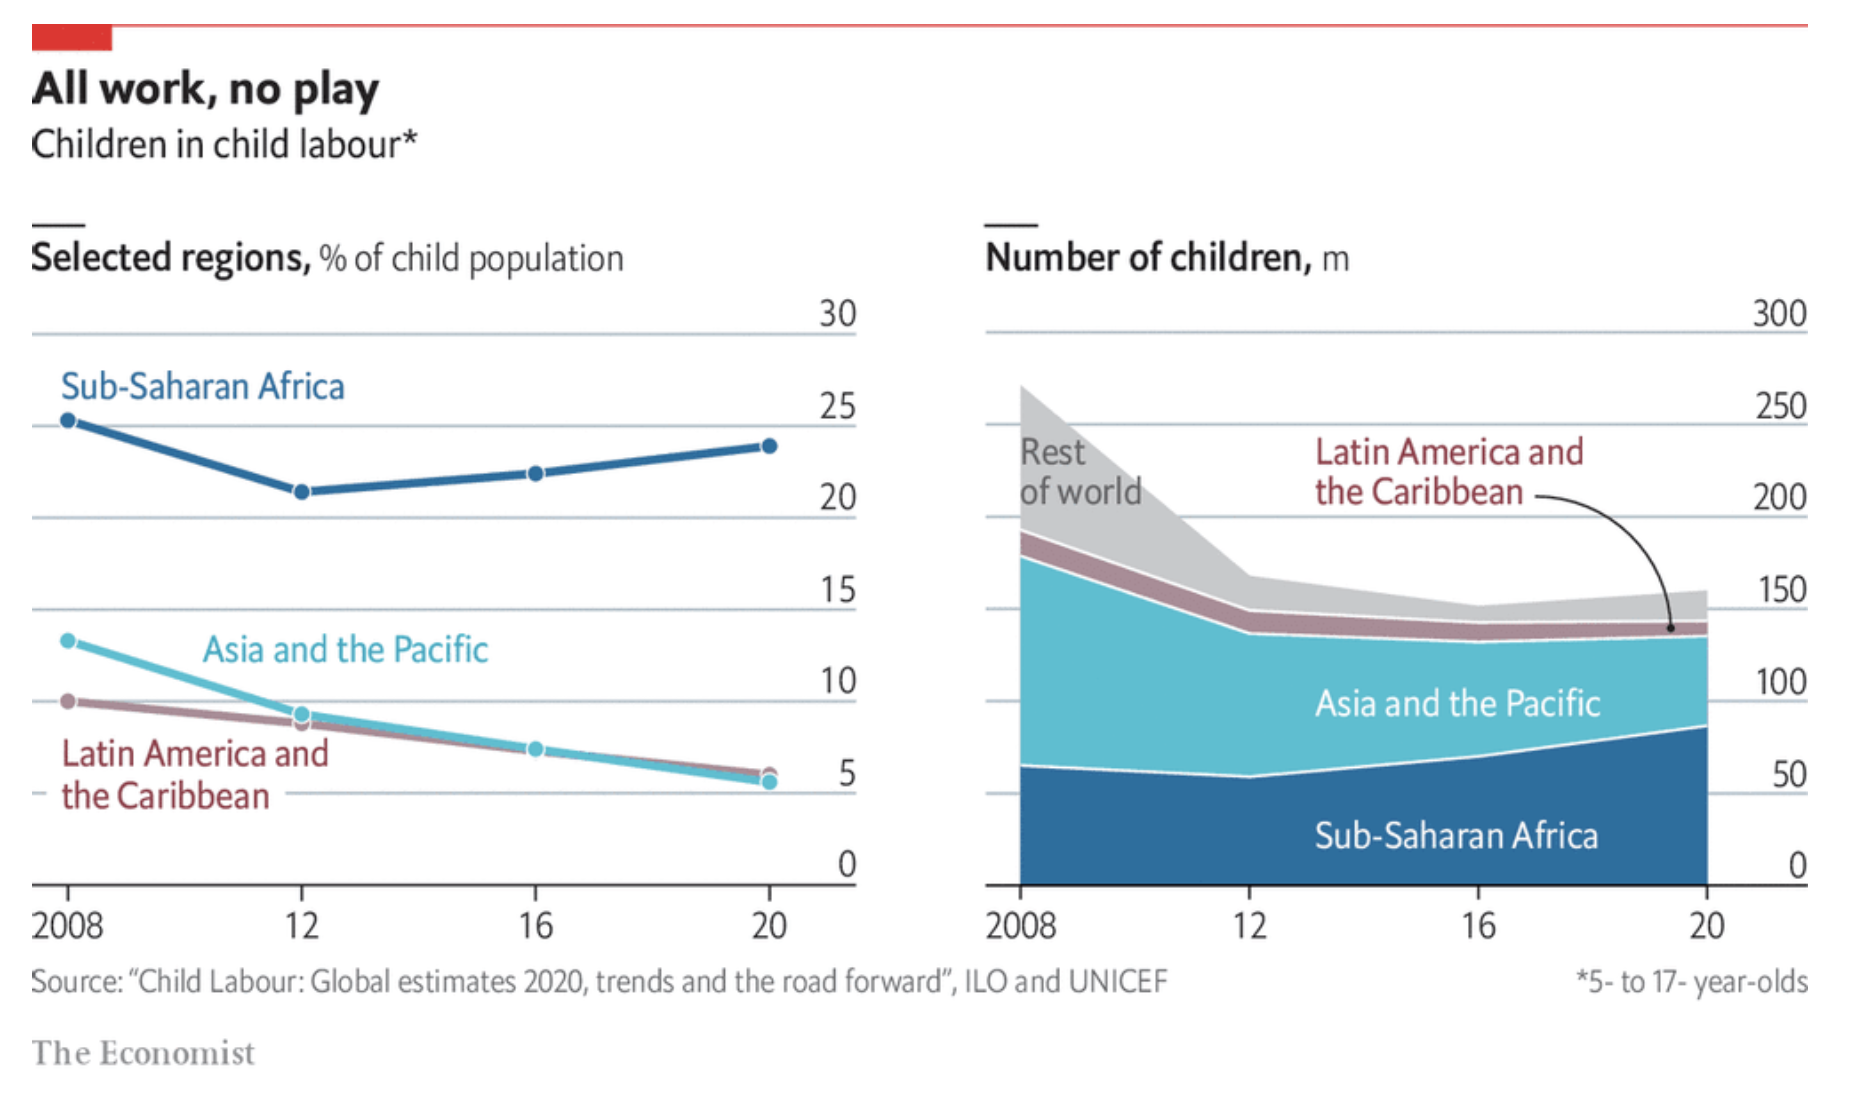 All work, no play
Children in child labour*
Selected regions, % of child population
30
Sub-Saharan Africa
25
20
15
Asia and the Pacific
10
Latin America and
the Caribbean
5
0
2008 12 16 20
Number of children, m
300
250
Rest
of world
Latin America and
the Caribbean
200
150
100
Asia and the Pacific
50
Sub-Saharan Africa
0
2008 12 16 20
Source: “Child Labour: Global estimates 2020, trends and the road forward”, ILO and UNICEF
*5- to 17- year-olds
The Economist